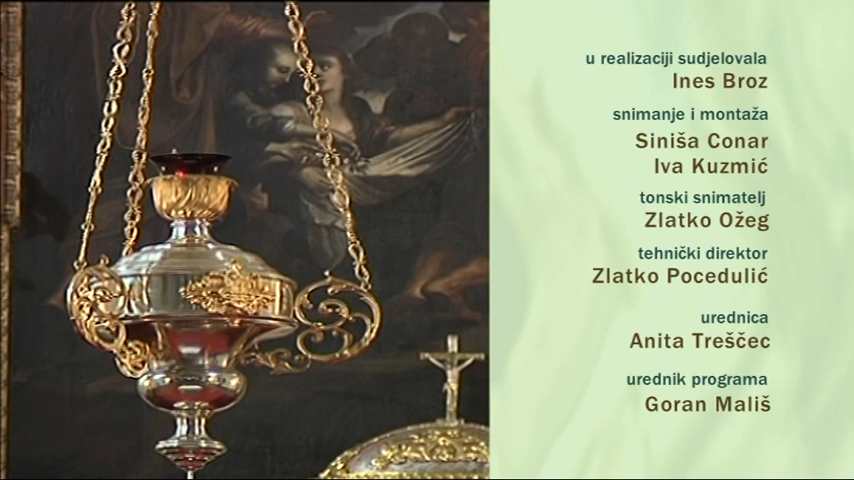 u realizaciji sudjelovala
Ines Broz
snimanje i montaža
Siniša Conar
Iva Kuzmić
tonski snimatelj
Zlatko Ožeg
tehnički direktor
Zlatko Pocedulić
urednica
Anita Treščec
urednik programa
Goran Mališ